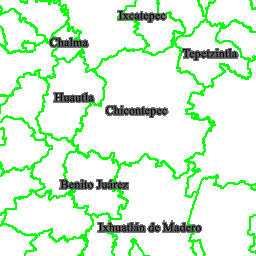 Ixcatepec
Chalma
Tepetzintla
Huautla
Chicontepec
Benito Juárez
Ixhuatlán de Madero